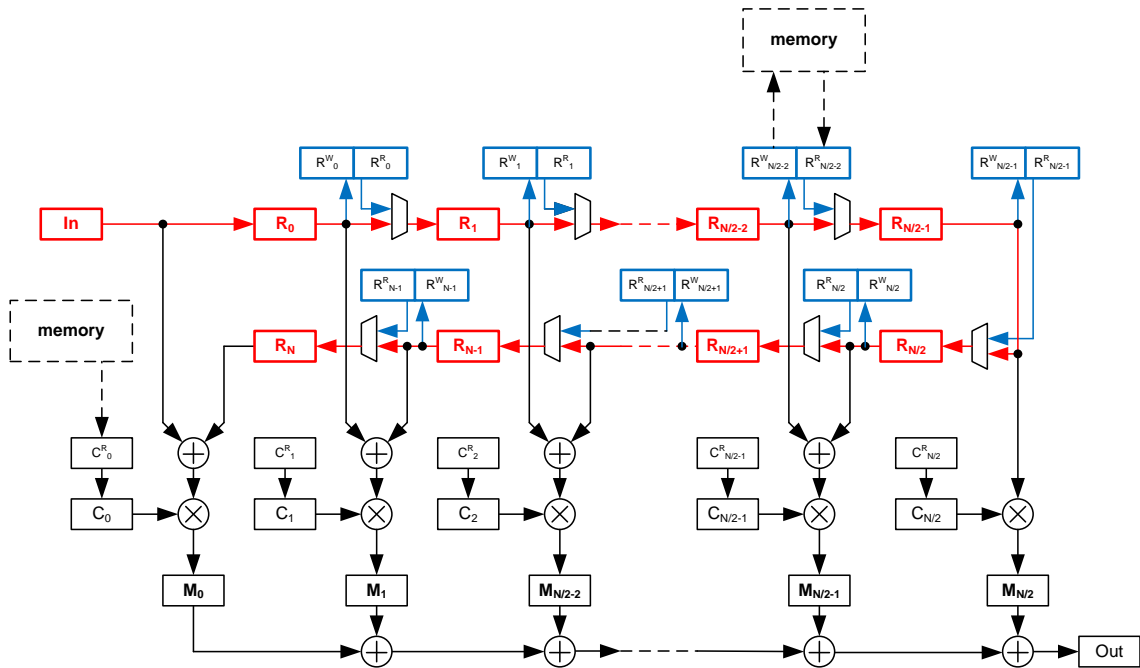 memory
R^W_0 R^R_0 R^W_1 R^R_1 R^W_N/2-2 R^R_N/2-2 R^W_N/2-1 R^R_N/2-1
In R_0 R_1 R_N/2-2 R_N/2-1
R^R_N-1 R^W_N-1 R^R_N/2+1 R^W_N/2+1 R^R_N/2 R^W_N/2
memory
R_N R_N-1 R_N/2+1 R_N/2
C^R_0 C^R_1 C^R_2 C^R_N/2-1 C^R_N/2
C_0 C_1 C_2 C_N/2-1 C_N/2
M_0 M_1 M_N/2-2 M_N/2-1 M_N/2
Out